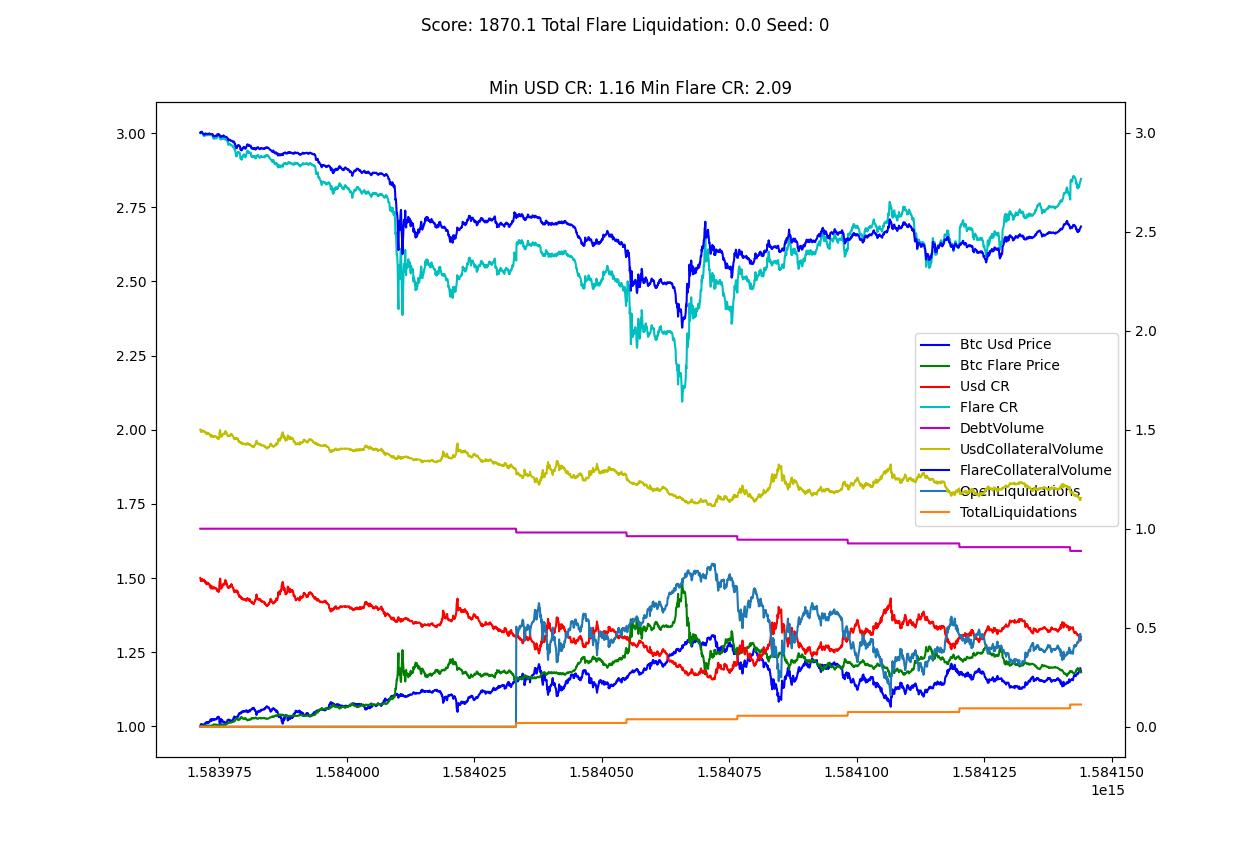 Score: 1870.1 Total Flare Liquidation: 0.0 Seed: 0
Min USD CR: 1.16 Min Flare CR: 2.09
3.00
2.75
2.50
2.25
2.00
1.75
1.50
1.25
1.00
3.0
2.5
2.0
1.5
1.0
0.5
0.0
Btc Usd Price
Btc Flare Price
Usd CR
Flare CR
DebtVolume
UsdCollateralVolume
FlareCollateralVolume
OpenLiquidations
TotalLiquidations
1.583975 1.584000 1.584025 1.584050 1.584075 1.584100 1.584125 1.584150
1e15